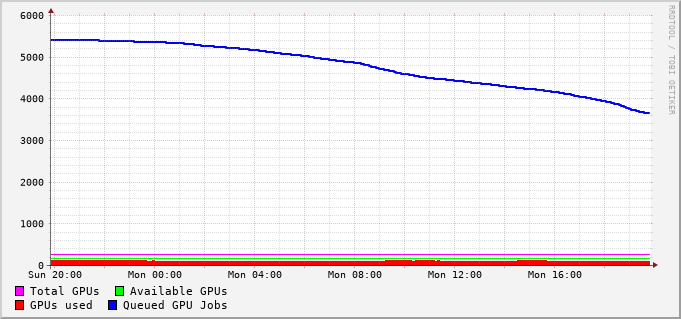 6000
5000
4000
3000
2000
1000
0
Sun 20:00 Mon 00:00 Mon 04:00 Mon 08:00 Mon 12:00 Mon 16:00
Total GPUs Available GPUs
GPUs used Queued GPU Jobs
RRDTOOL / TOBI OETIKER